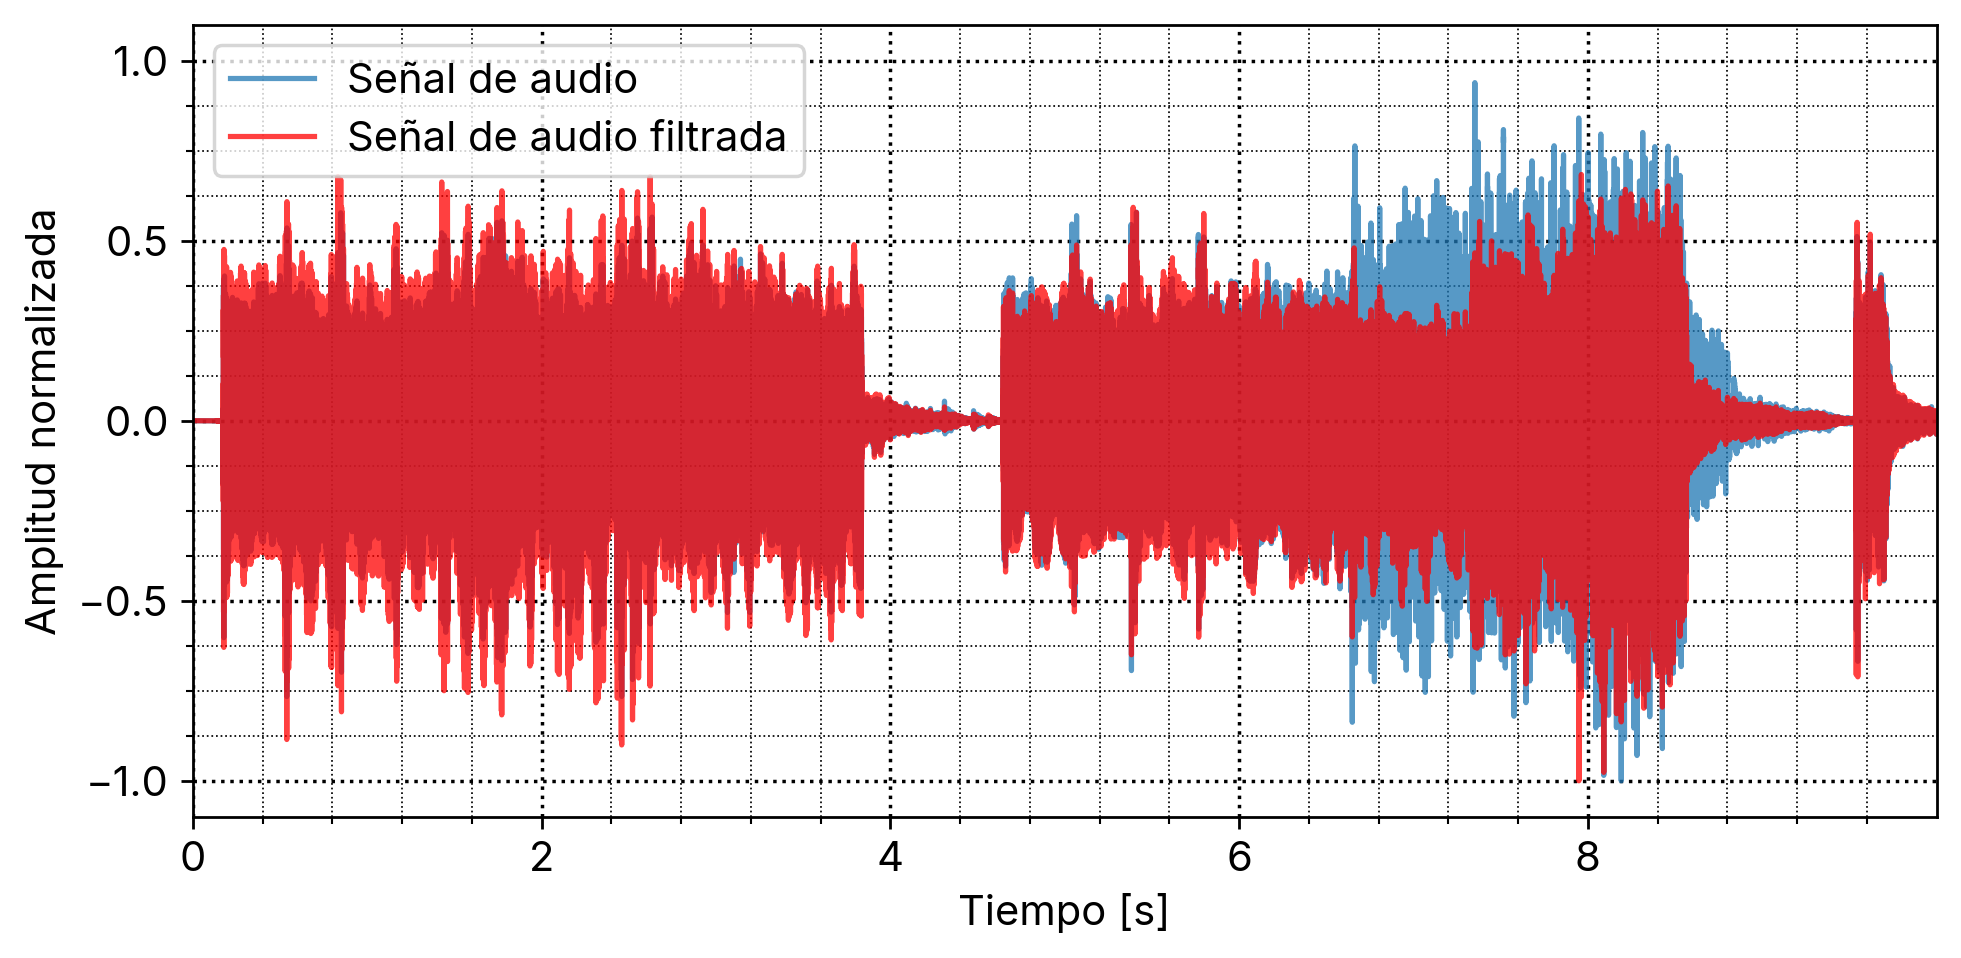 Señal de audio
Señal de audio filtrada
1.0
0.5
0.0
−0.5
−1.0
Amplitud normalizada
0 2 4 6 8
Tiempo [s]